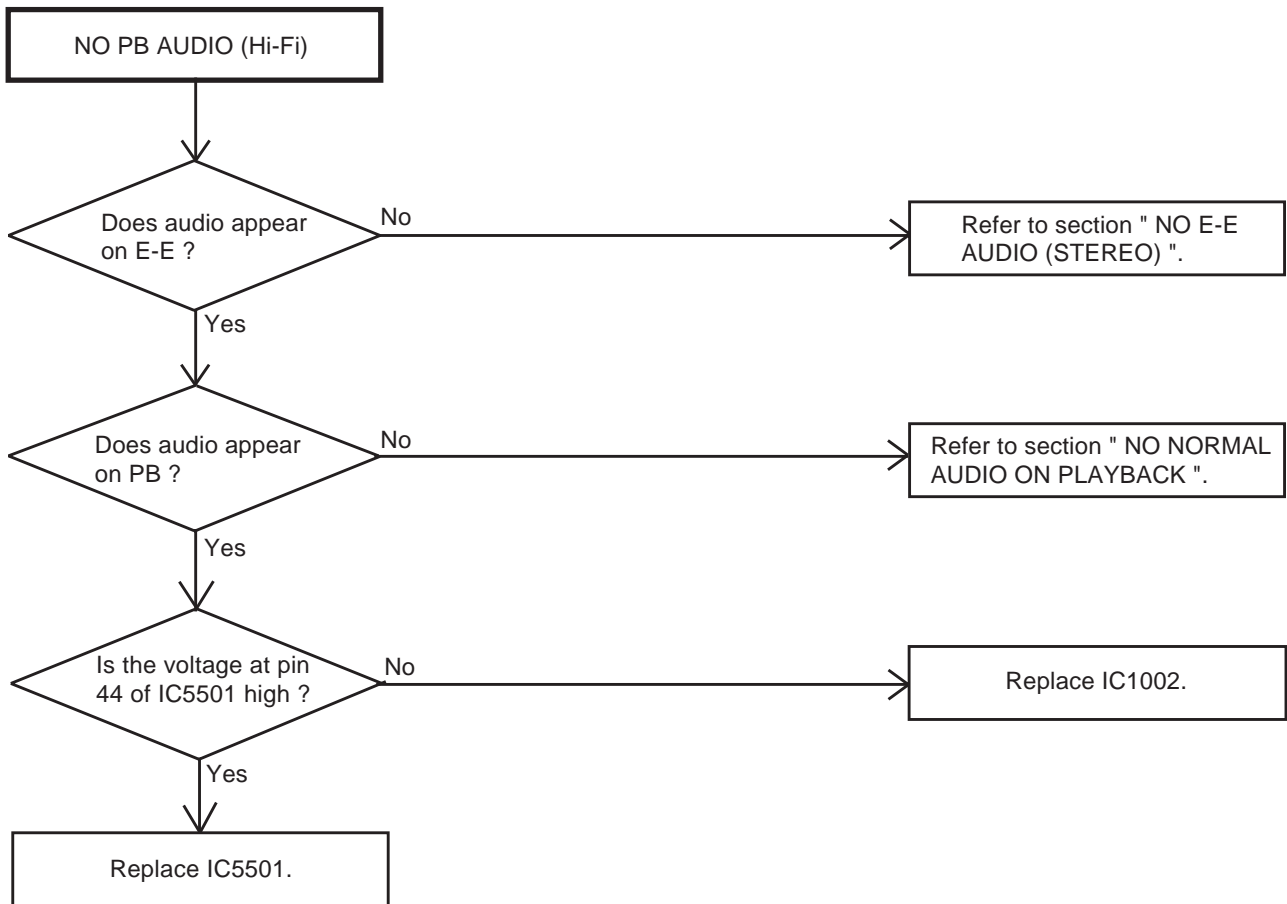 NO PB AUDIO (Hi-Fi)
Does audio appear
on E-E ?
No
Refer to section " NO E-E
AUDIO (STEREO) ".
Yes
Does audio appear
on PB ?
No
Refer to section " NO NORMAL
AUDIO ON PLAYBACK ".
Yes
Is the voltage at pin
44 of IC5501 high ?
No
Replace IC1002.
Yes
Replace IC5501.